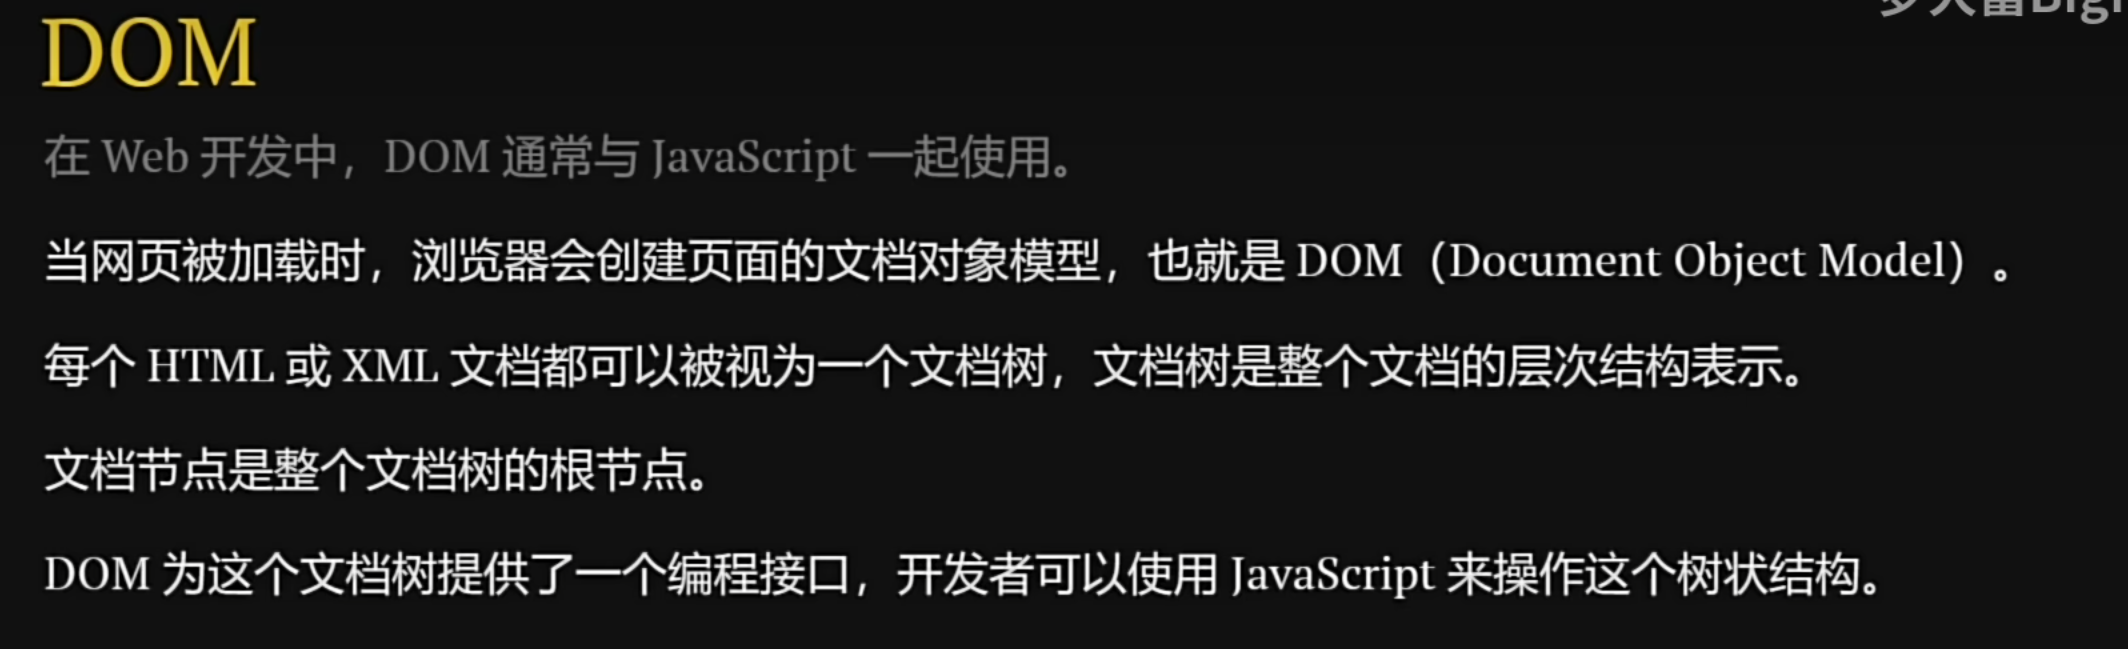 DOM
在 Web 开发中，DOM 通常与 JavaScript 一起使用。
当网页被加载时，浏览器会创建页面的文档对象模型，也就是 DOM（Document Object Model）。
每个 HTML 或 XML 文档都可以被视为一个文档树，文档树是整个文档的层次结构表示。
文档节点是整个文档树的根节点。
DOM 为这个文档树提供了一个编程接口，开发者可以使用 JavaScript 来操作这个树状结构。